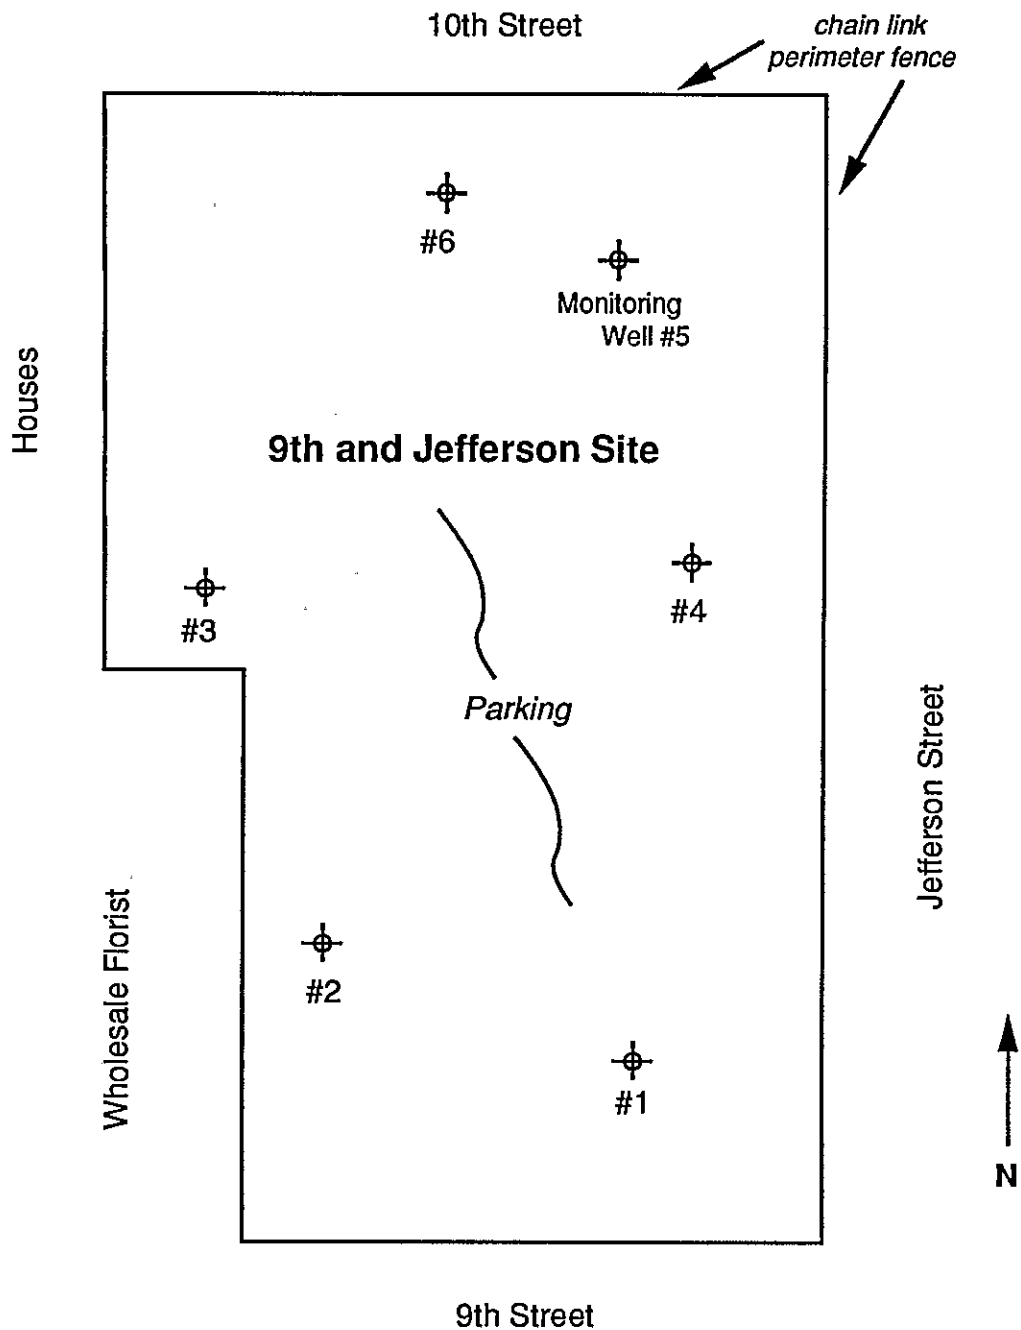 10th Street
chain link
perimeter fence
#6
Monitoring
Well #5
Houses
9th and Jefferson Site
#3
#4
Parking
Jefferson Street
Wholesale Florist
#2
#1
N
9th Street